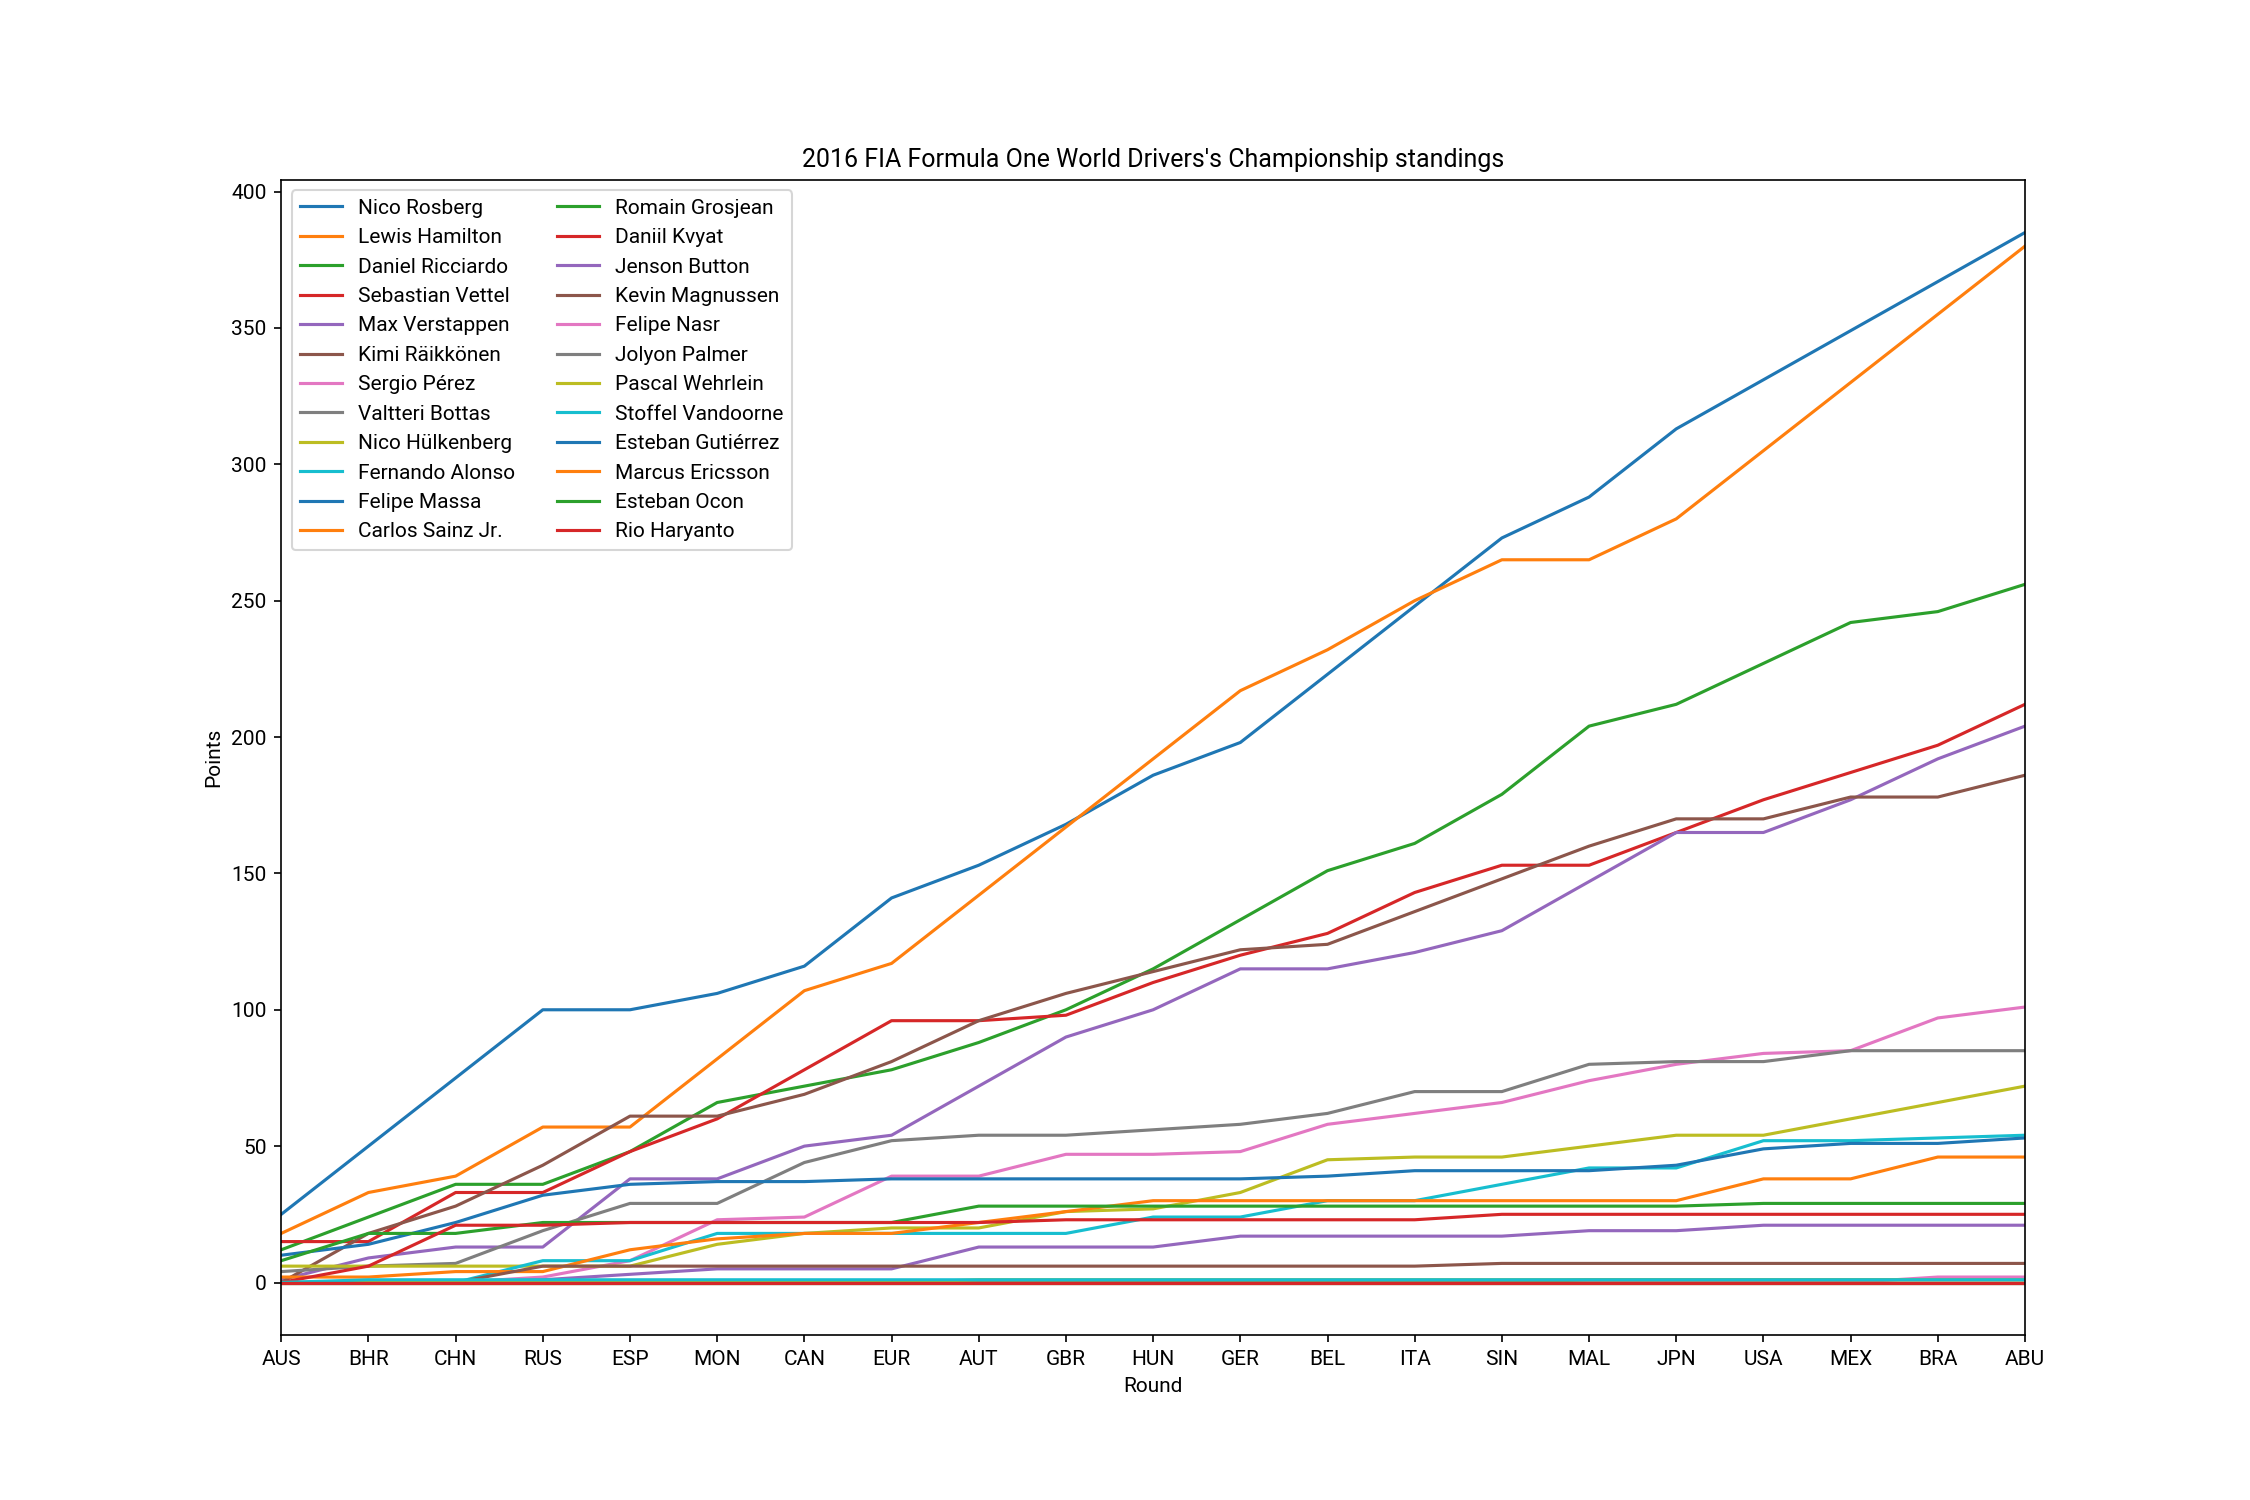 2016 FIA Formula One World Drivers's Championship standings
400
350
300
250
200
150
100
50
0
Points
Nico Rosberg
Lewis Hamilton
Daniel Ricciardo
Sebastian Vettel
Max Verstappen
Kimi Räikkönen
Sergio Pérez
Valtteri Bottas
Nico Hülkenberg
Fernando Alonso
Felipe Massa
Carlos Sainz Jr.
Romain Grosjean
Daniil Kvyat
Jenson Button
Kevin Magnussen
Felipe Nasr
Jolyon Palmer
Pascal Wehrlein
Stoffel Vandoorne
Esteban Gutiérrez
Marcus Ericsson
Esteban Ocon
Rio Haryanto
AUS BHR CHN RUS ESP MON CAN EUR AUT GBR HUN GER BEL ITA SIN MAL JPN USA MEX BRA ABU
Round